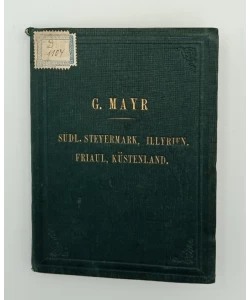 G. MAYR
SÜDL. STEYERMARK, ILLYRIEN,
FRIAUL, KÜSTENLAND.